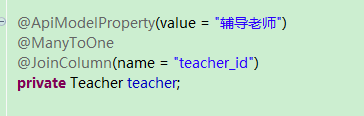 @ApiModelProperty(value = "辅导老师")
@ManyToOne
@JoinColumn(name = "teacher_id")
private Teacher teacher;